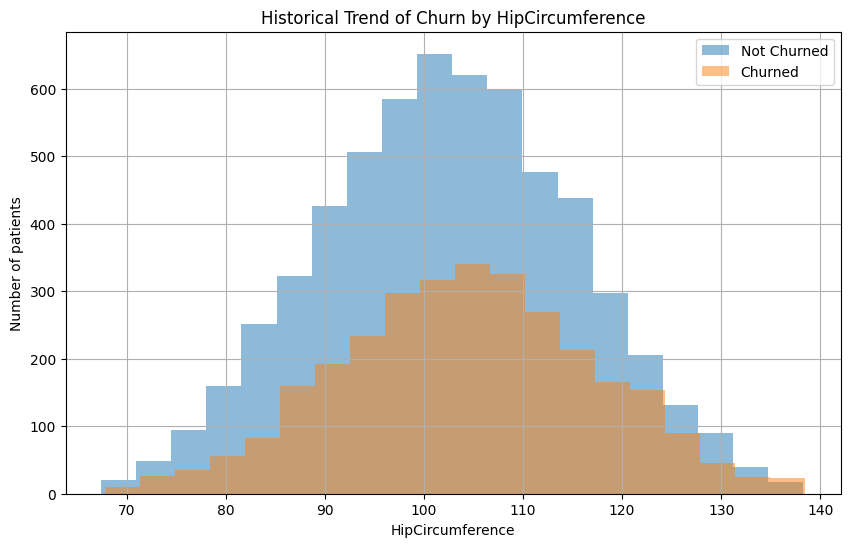 Historical Trend of Churn by HipCircumference
Not Churned
Churned
Number of patients
600
500
400
300
200
100
0
70 80 90 100 110 120 130 140
HipCircumference